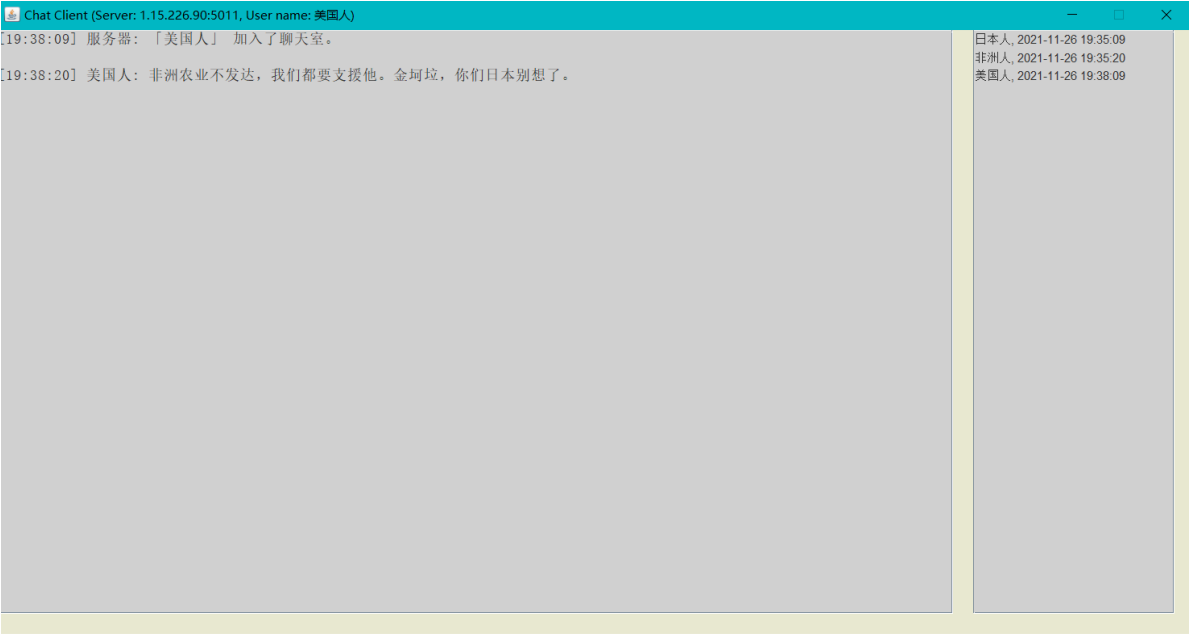 Chat Client (Server: 1.15.226.90:5011, User name: 美国人)
[19:38:09] 服务器: 「美国人」 加入了聊天室。
[19:38:20] 美国人: 非洲农业不发达，我们都要支援他。金坷垃，你们日本别想了。
日本人, 2021-11-26 19:35:09
非洲人, 2021-11-26 19:35:20
美国人, 2021-11-26 19:38:09